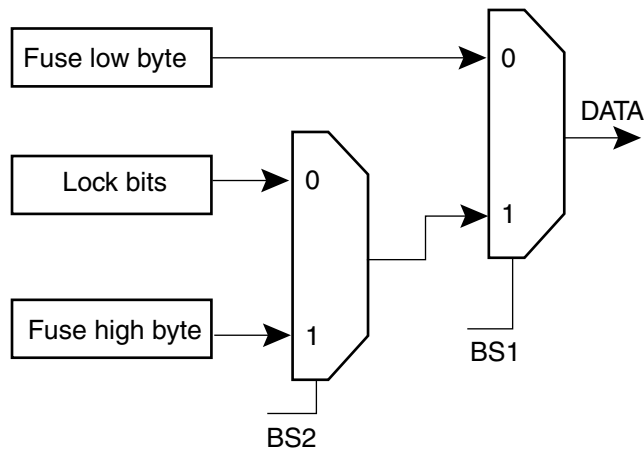 Fuse low byte
0
DATA
Lock bits
0
1
Fuse high byte
1
BS1
BS2